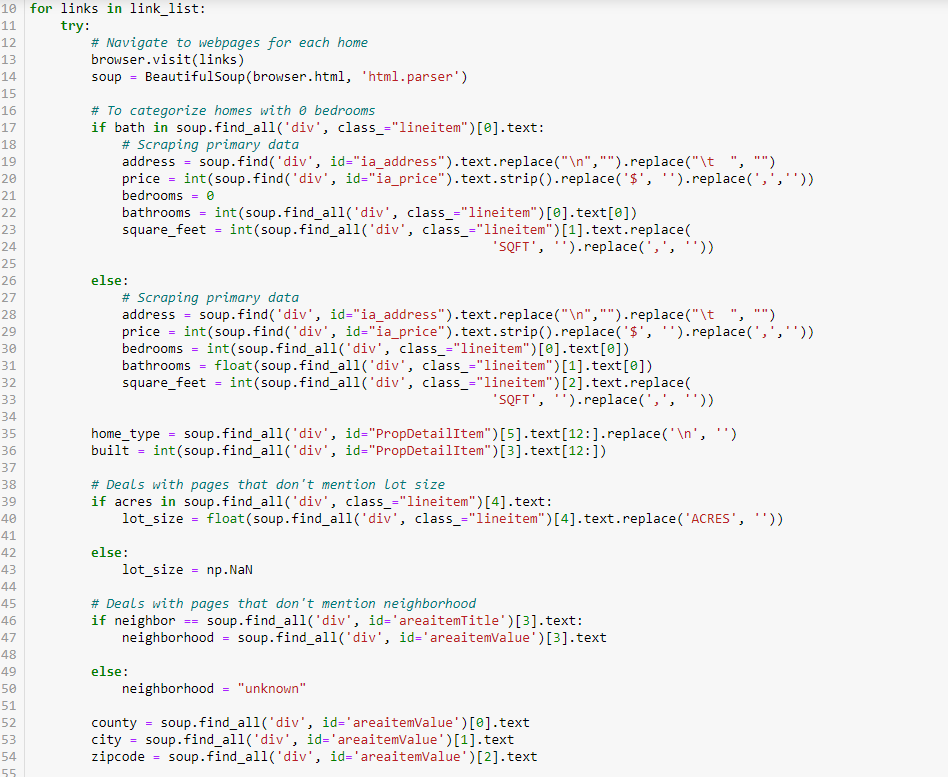 10 for links in link_list:
11     try:
12         # Navigate to webpages for each home
13         browser.visit(links)
14         soup = BeautifulSoup(browser.html, 'html.parser')
15
16         # To categorize homes with 0 bedrooms
17         if bath in soup.find_all('div', class_="lineitem")[0].text:
18             # Scraping primary data
19             address = soup.find('div', id="ia_address").text.replace("\n","").replace("\t  ", "")
20             price = int(soup.find('div', id="ia_price").text.strip().replace('$', '').replace(',',''))
21             bedrooms = 0
22             bathrooms = int(soup.find_all('div', class_="lineitem")[0].text[0])
23             square_feet = int(soup.find_all('div', class_="lineitem")[1].text.replace(
24                                                             'SQFT', '').replace(',', ''))
25
26         else:
27             # Scraping primary data
28             address = soup.find('div', id="ia_address").text.replace("\n","").replace("\t  ", "")
29             price = int(soup.find('div', id="ia_price").text.strip().replace('$', '').replace(',',''))
30             bedrooms = int(soup.find_all('div', class_="lineitem")[0].text[0])
31             bathrooms = float(soup.find_all('div', class_="lineitem")[1].text[0])
32             square_feet = int(soup.find_all('div', class_="lineitem")[2].text.replace(
33                                                             'SQFT', '').replace(',', ''))
34
35         home_type = soup.find_all('div', id="PropDetailItem")[5].text[12:].replace('\n', '')
36         built = int(soup.find_all('div', id="PropDetailItem")[3].text[12:])
37
38         # Deals with pages that don't mention lot size
39         if acres in soup.find_all('div', class_="lineitem")[4].text:
40             lot_size = float(soup.find_all('div', class_="lineitem")[4].text.replace('ACRES', ''))
41
42         else:
43             lot_size = np.NaN
44
45         # Deals with pages that don't mention neighborhood
46         if neighbor == soup.find_all('div', id='areaitemTitle')[3].text:
47             neighborhood = soup.find_all('div', id='areaitemValue')[3].text
48
49         else:
50             neighborhood = "unknown"
51
52         county = soup.find_all('div', id='areaitemValue')[0].text
53         city = soup.find_all('div', id='areaitemValue')[1].text
54         zipcode = soup.find_all('div', id='areaitemValue')[2].text
55